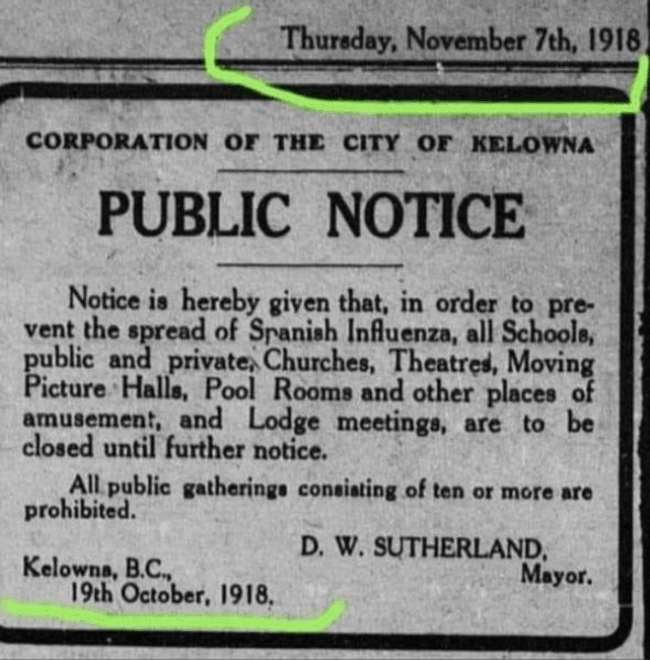 Thursday, November 7th, 1918
CORPORATION OF THE CITY OF KELOWNA
PUBLIC NOTICE
Notice is hereby given that, in order to pre-
vent the spread of Spanish Influenza, all Schools,
public and private, Churches, Theatres, Moving
Picture Halls, Pool Rooms and other places of
amusement, and Lodge meetings, are to be
closed until further notice.
All public gatherings consisting of ten or more are
prohibited.
D. W. SUTHERLAND,
Mayor.
Kelowna, B.C.,
19th October, 1918.